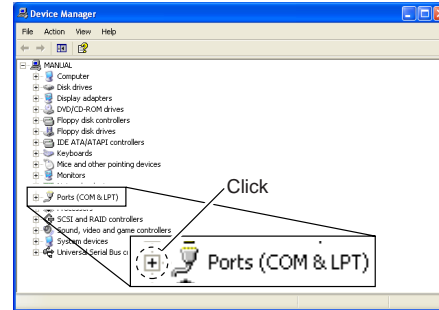 Device Manager
File Action View Help
MANUAL
Computer
Disk drives
Display adapters
DVD/CD-ROM drives
Floppy disk controllers
Floppy disk drives
IDE ATA/ATAPI controllers
Keyboards
Mice and other pointing devices
Monitors
Ports (COM & LPT)
SCSI and RAID controllers
Sound, video and game controllers
System devices
Universal Serial Bus
Click
Ports (COM & LPT)